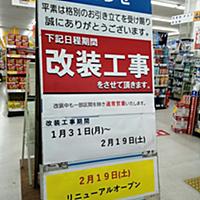 平素は格別のお引き立てを受け賜り
誠にありがとうございます。
下記日程期間
改装工事
をさせて頂きます。
改装中も一部区画を除き通常営業いたします。
改装工事期間
1月31日(月)~
2月19日(土)
2月19日(土)
リニューアルオープン